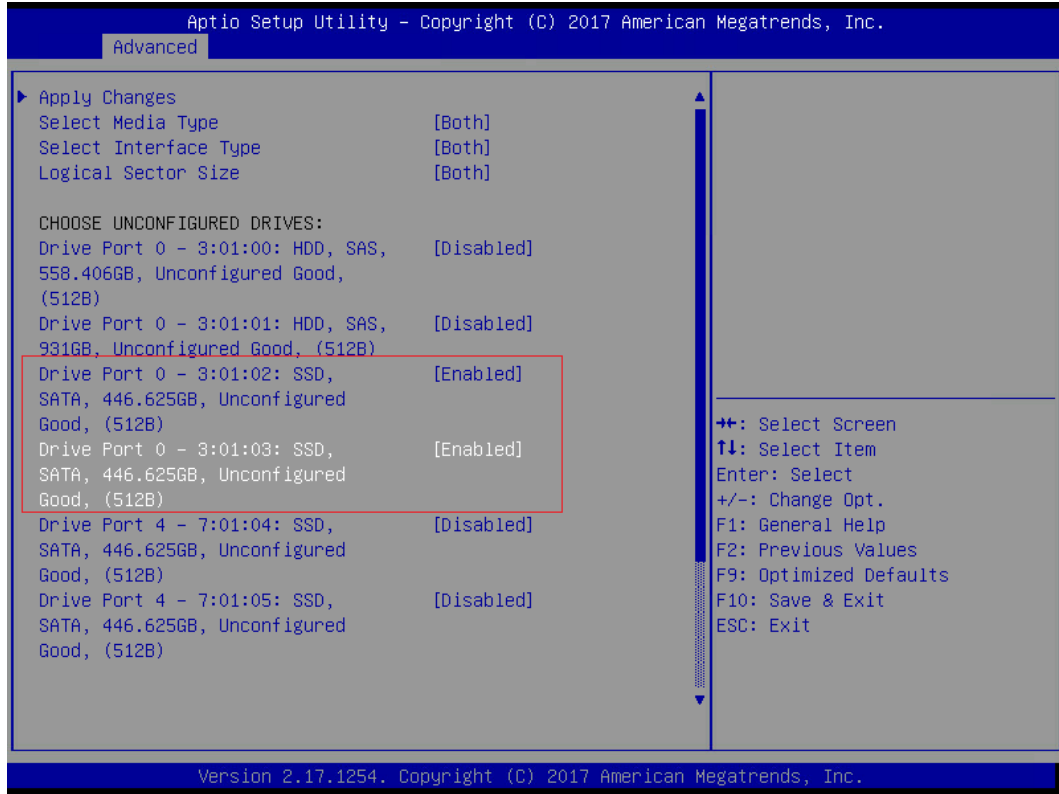 Aptio Setup Utility – Copyright (C) 2017 American Megatrends, Inc.
Advanced
Apply Changes
Select Media Type [Both]
Select Interface Type [Both]
Logical Sector Size [Both]
CHOOSE UNCONFIGURED DRIVES:
Drive Port 0 – 3:01:00: HDD, SAS, [Disabled]
558.406GB, Unconfigured Good,
(512B)
Drive Port 0 – 3:01:01: HDD, SAS, [Disabled]
931GB, Unconfigured Good, (512B)
Drive Port 0 – 3:01:02: SSD, [Enabled]
SATA, 446.625GB, Unconfigured
Good, (512B)
Drive Port 0 – 3:01:03: SSD, [Enabled]
SATA, 446.625GB, Unconfigured
Good, (512B)
Drive Port 4 – 7:01:04: SSD, [Disabled]
SATA, 446.625GB, Unconfigured
Good, (512B)
Drive Port 4 – 7:01:05: SSD, [Disabled]
SATA, 446.625GB, Unconfigured
Good, (512B)
→←: Select Screen
↑↓: Select Item
Enter: Select
+/–: Change Opt.
F1: General Help
F2: Previous Values
F9: Optimized Defaults
F10: Save & Exit
ESC: Exit
Version 2.17.1254. Copyright (C) 2017 American Megatrends, Inc.